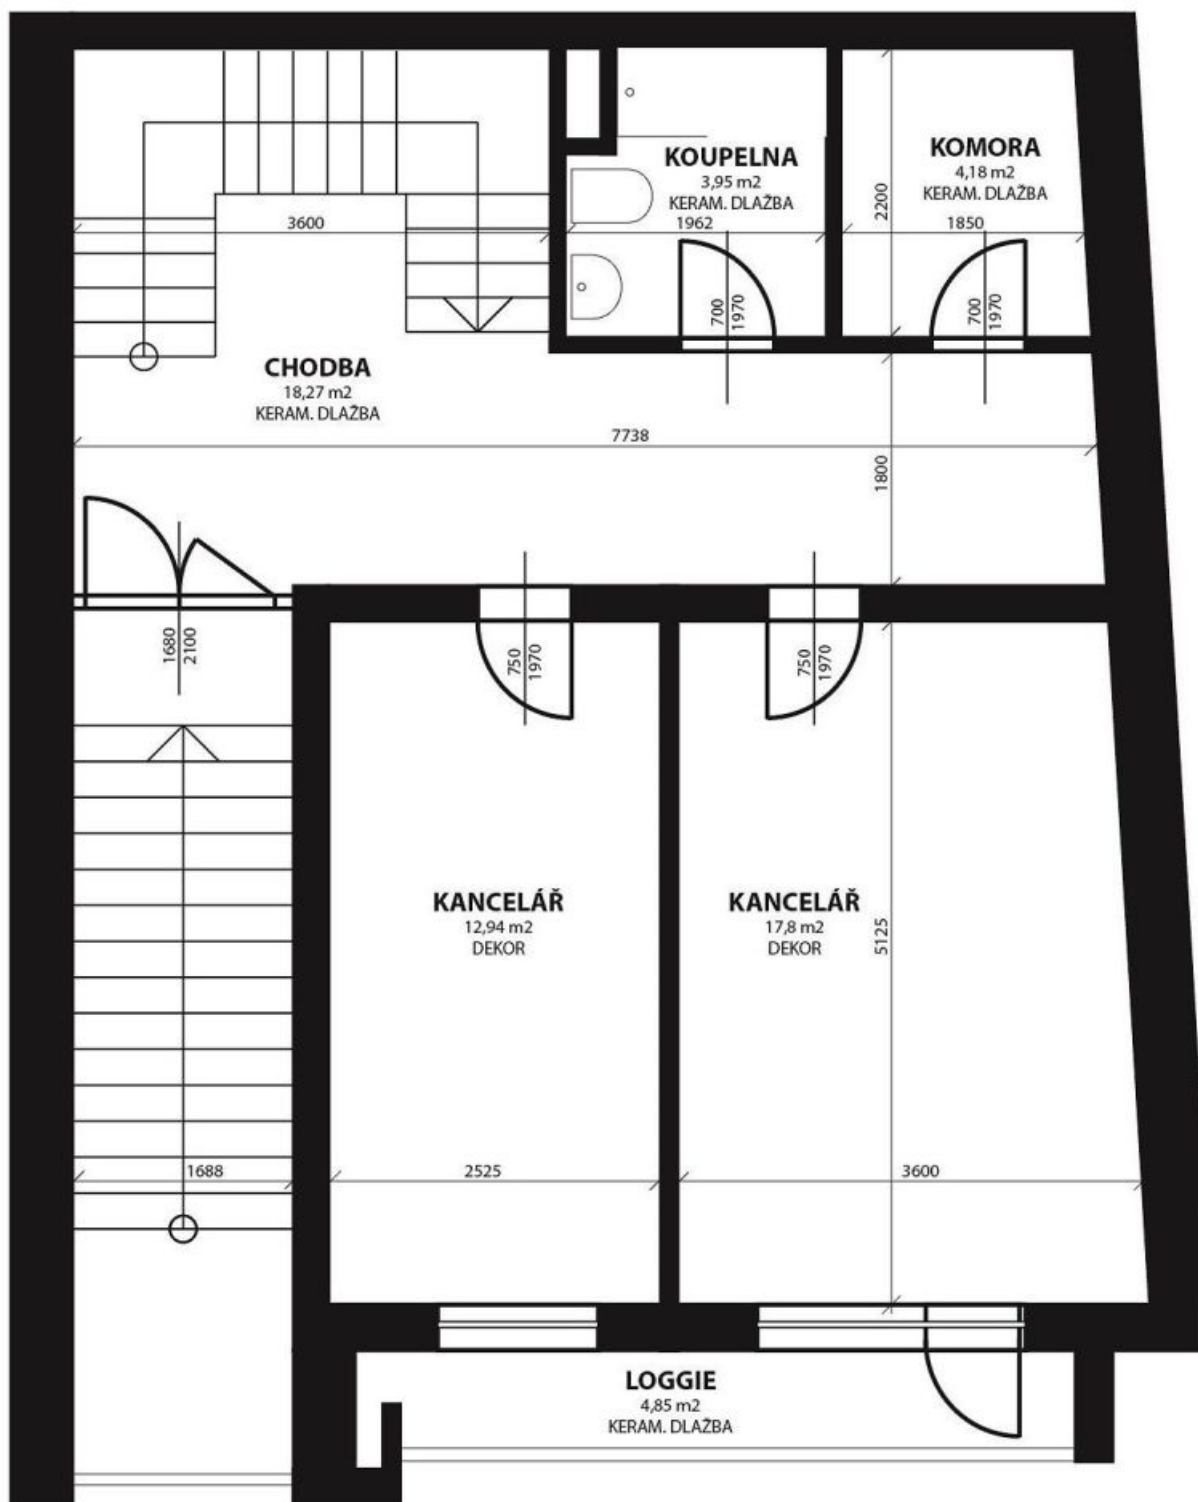 KOUPELNA
3,95 m2
KERAM. DLAŽBA
1962
KOMORA
4,18 m2
KERAM. DLAŽBA
1850
2200
3600
700
1970
700
1970
CHODBA
18,27 m2
KERAM. DLAŽBA
7738
1800
1680
2100
750
1970
750
1970
KANCELÁŘ
12,94 m2
DEKOR
KANCELÁŘ
17,8 m2
DEKOR
5125
1688
2525
3600
LOGGIE
4,85 m2
KERAM. DLAŽBA